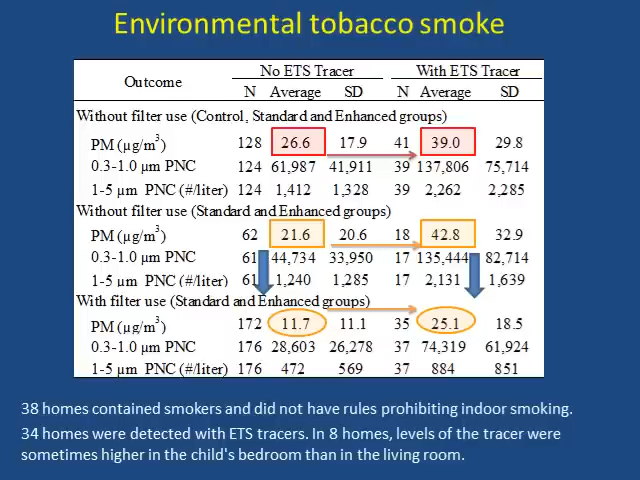 Environmental tobacco smoke
Outcome No ETS Tracer With ETS Tracer
N Average SD N Average SD
Without filter use (Control, Standard and Enhanced groups)
PM (µg/m³) 128 26.6 17.9 41 39.0 29.8
0.3-1.0 µm PNC 124 61,987 41,911 39 137,806 75,714
1-5 µm PNC (#/liter) 124 1,412 1,328 39 2,262 2,285
Without filter use (Standard and Enhanced groups)
PM (µg/m³) 62 21.6 20.6 18 42.8 32.9
0.3-1.0 µm PNC 61 44,734 33,950 17 135,444 82,714
1-5 µm PNC (#/liter) 61 1,240 1,285 17 2,131 1,639
With filter use (Standard and Enhanced groups)
PM (µg/m³) 172 11.7 11.1 35 25.1 18.5
0.3-1.0 µm PNC 176 28,603 26,278 37 74,319 61,924
1-5 µm PNC (#/liter) 176 472 569 37 884 851
38 homes contained smokers and did not have rules prohibiting indoor smoking.
34 homes were detected with ETS tracers. In 8 homes, levels of the tracer were
sometimes higher in the child's bedroom than in the living room.